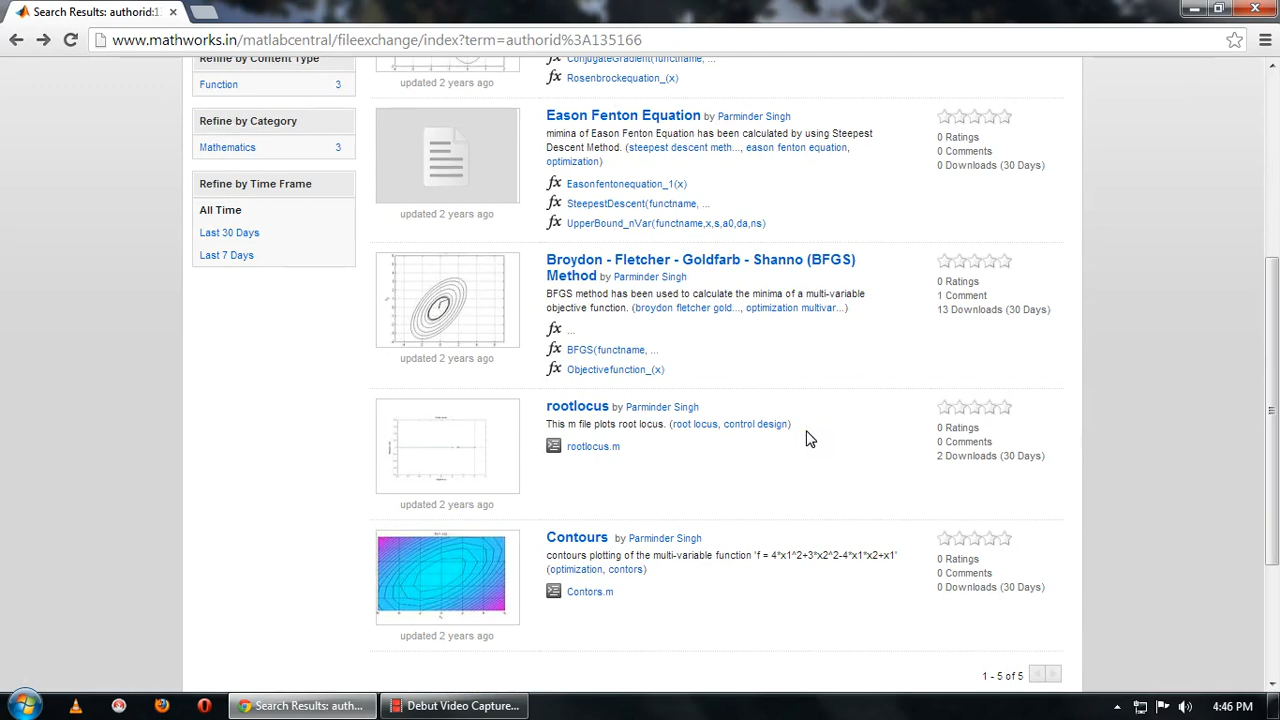 Search Results: authorid:1
www.mathworks.in/matlabcentral/fileexchange/index?term=authorid%3A135166
Refine by Content Type
Function 3
Refine by Category
Mathematics 3
Refine by Time Frame
All Time
Last 30 Days
Last 7 Days
ConjugateGradient(functname, ...
fx Rosenbrockequation_(x)
updated 2 years ago
Eason Fenton Equation by Parminder Singh
mimina of Eason Fenton Equation has been calculated by using Steepest
Descent Method. (steepest descent meth..., eason fenton equation,
optimization)
fx Easonfentonequation_1(x)
fx SteepestDescent(functname, ...
fx UpperBound_nVar(functname,x,s,a0,da,ns)
updated 2 years ago
0 Ratings
0 Comments
0 Downloads (30 Days)
Broydon - Fletcher - Goldfarb - Shanno (BFGS)
Method by Parminder Singh
BFGS method has been used to calculate the minima of a multi-variable
objective function. (broydon fletcher gold..., optimization multivar...)
fx ...
fx BFGS(functname, ...
fx Objectivefunction_(x)
updated 2 years ago
0 Ratings
1 Comment
13 Downloads (30 Days)
rootlocus by Parminder Singh
This m file plots root locus. (root locus, control design)
rootlocus.m
updated 2 years ago
0 Ratings
0 Comments
2 Downloads (30 Days)
Contours by Parminder Singh
contours plotting of the multi-variable function 'f = 4*x1^2+3*x2^2-4*x1*x2+x1'
(optimization, contors)
Contors.m
updated 2 years ago
0 Ratings
0 Comments
0 Downloads (30 Days)
1 - 5 of 5
Search Results: auth...
Debut Video Capture...
4:46 PM